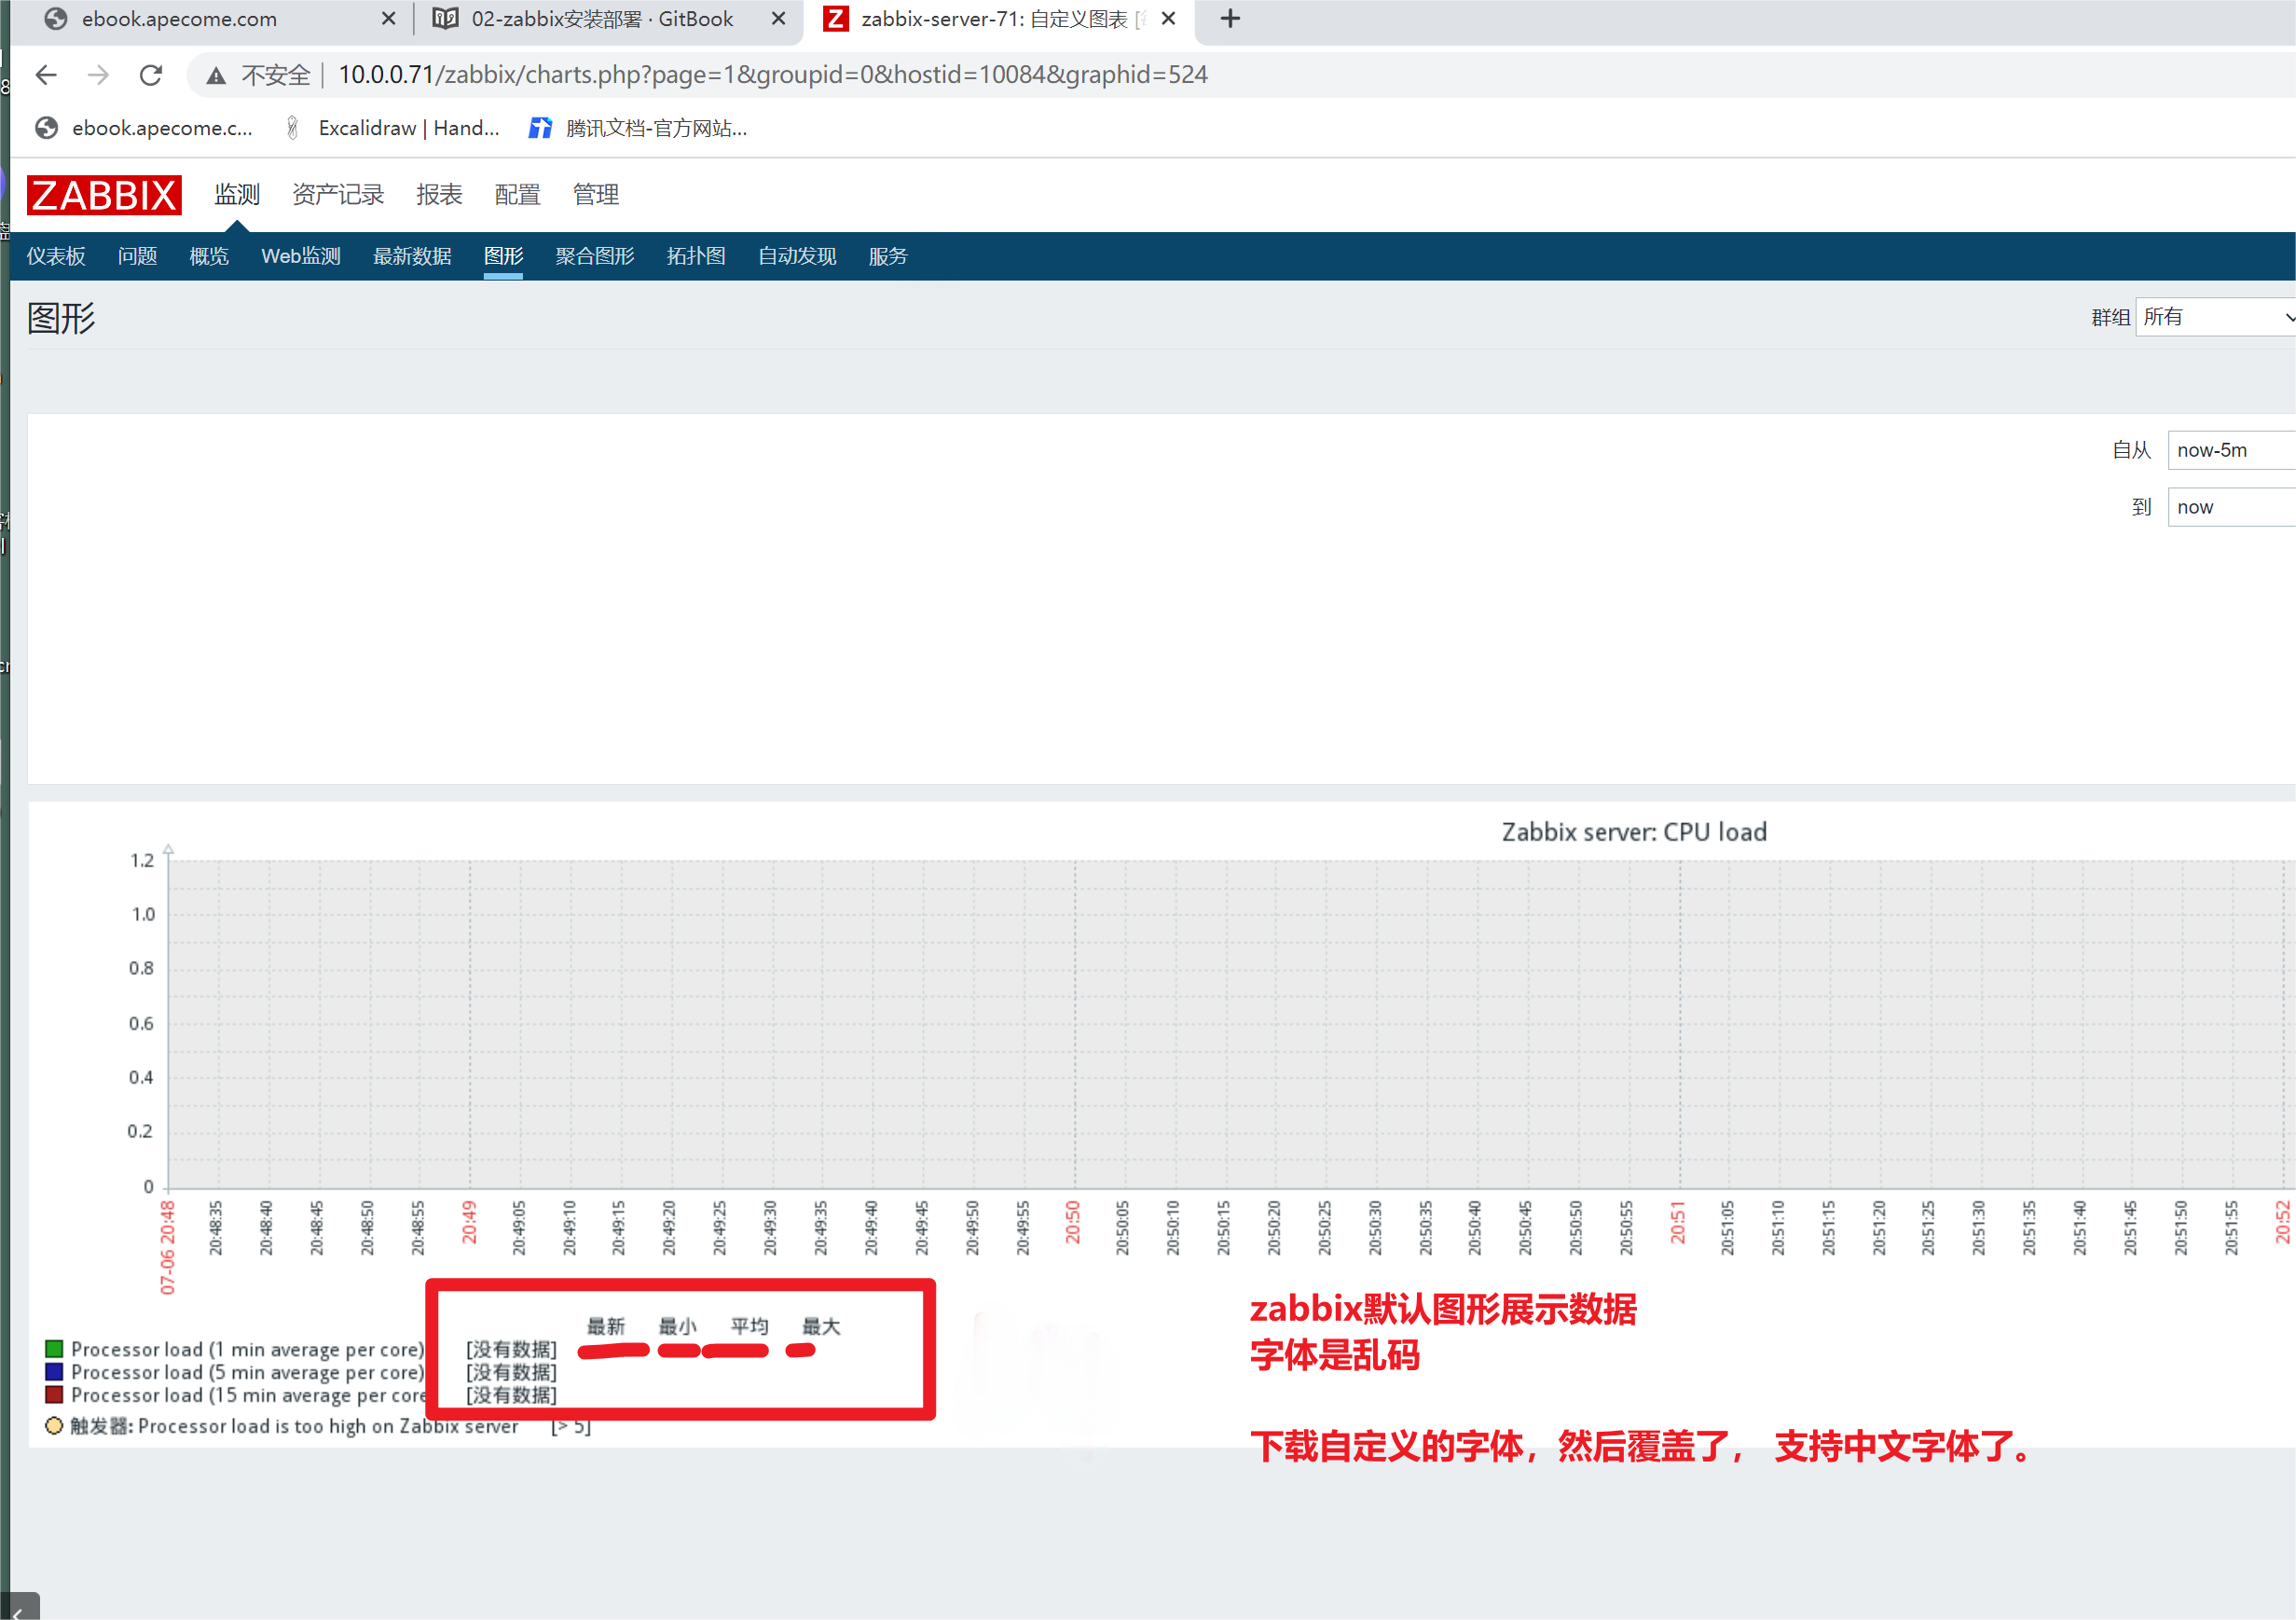 ebook.apecome.com
02-zabbix安装部署 · GitBook
zabbix-server-71: 自定义图表 [
不安全 10.0.0.71/zabbix/charts.php?page=1&groupid=0&hostid=10084&graphid=524
ebook.apecome.c...
Excalidraw | Hand...
腾讯文档-官方网站...
ZABBIX 监测 资产记录 报表 配置 管理
仪表板 问题 概览 Web监测 最新数据 图形 聚合图形 拓扑图 自动发现 服务
图形
群组 所有
自从 now-5m
到 now
Zabbix server: CPU load
1.2
1.0
0.8
0.6
0.4
0.2
0
07-06 20:48
20:48:35
20:48:40
20:48:45
20:48:50
20:48:55
20:49
20:49:05
20:49:10
20:49:15
20:49:20
20:49:25
20:49:30
20:49:35
20:49:40
20:49:45
20:49:50
20:49:55
20:50
20:50:05
20:50:10
20:50:15
20:50:20
20:50:25
20:50:30
20:50:35
20:50:40
20:50:45
20:50:50
20:50:55
20:51
20:51:05
20:51:10
20:51:15
20:51:20
20:51:25
20:51:30
20:51:35
20:51:40
20:51:45
20:51:50
20:51:55
20:52
最新 最小 平均 最大
Processor load (1 min average per core) [没有数据]
Processor load (5 min average per core) [没有数据]
Processor load (15 min average per core [没有数据]
触发器: Processor load is too high on Zabbix server [> 5]
zabbix默认图形展示数据
字体是乱码
下载自定义的字体，然后覆盖了， 支持中文字体了。